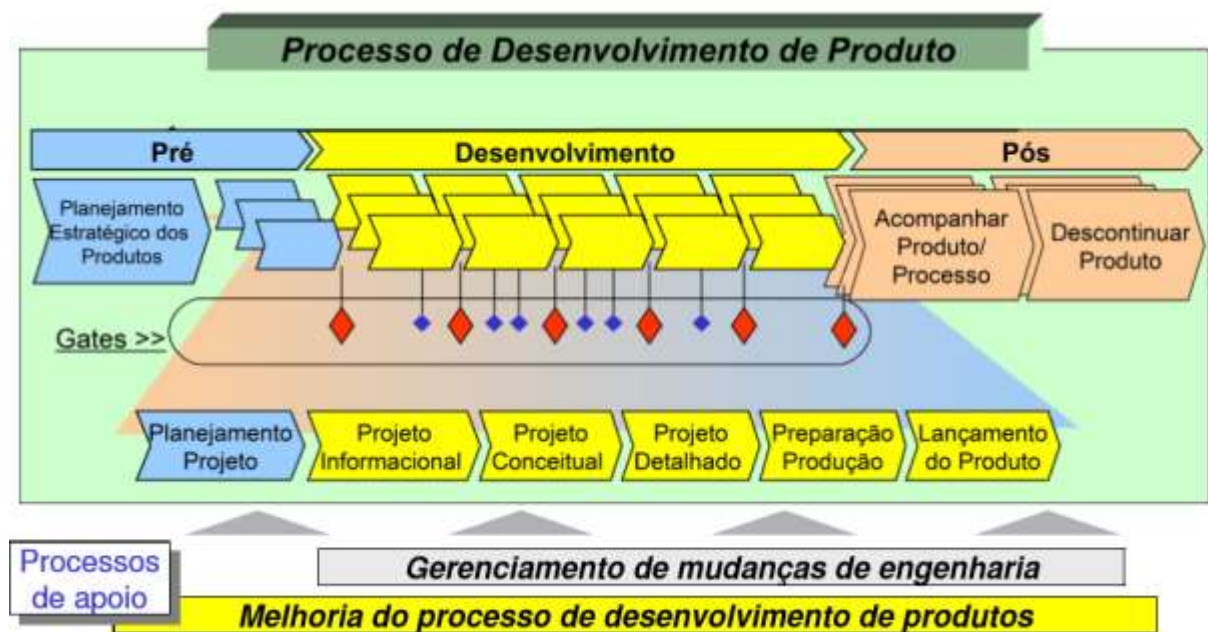 Processo de Desenvolvimento de Produto
Pré
Desenvolvimento
Pós
Planejamento
Estratégico dos
Produtos
Acompanhar
Produto/
Processo
Descontinuar
Produto
Gates >>
Planejamento
Projeto
Projeto
Informacional
Projeto
Conceitual
Projeto
Detalhado
Preparação
Produção
Lançamento
do Produto
Processos
de apoio
Gerenciamento de mudanças de engenharia
Melhoria do processo de desenvolvimento de produtos